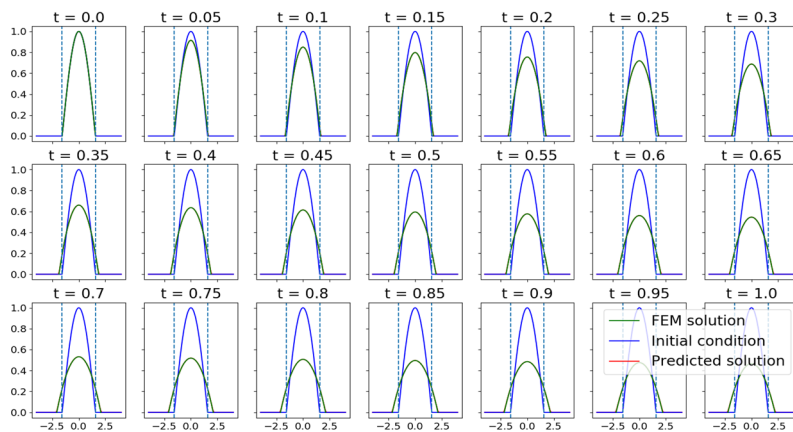 t = 0.0 t = 0.05 t = 0.1 t = 0.15 t = 0.2 t = 0.25 t = 0.3
1.0
0.8
0.6
0.4
0.2
0.0
t = 0.35 t = 0.4 t = 0.45 t = 0.5 t = 0.55 t = 0.6 t = 0.65
1.0
0.8
0.6
0.4
0.2
0.0
t = 0.7 t = 0.75 t = 0.8 t = 0.85 t = 0.9 t = 0.95 t = 1.0
1.0
0.8
0.6
0.4
0.2
0.0
FEM solution
Initial condition
Predicted solution
−2.5 0.0 2.5 −2.5 0.0 2.5 −2.5 0.0 2.5 −2.5 0.0 2.5 −2.5 0.0 2.5 −2.5 0.0 2.5 −2.5 0.0 2.5